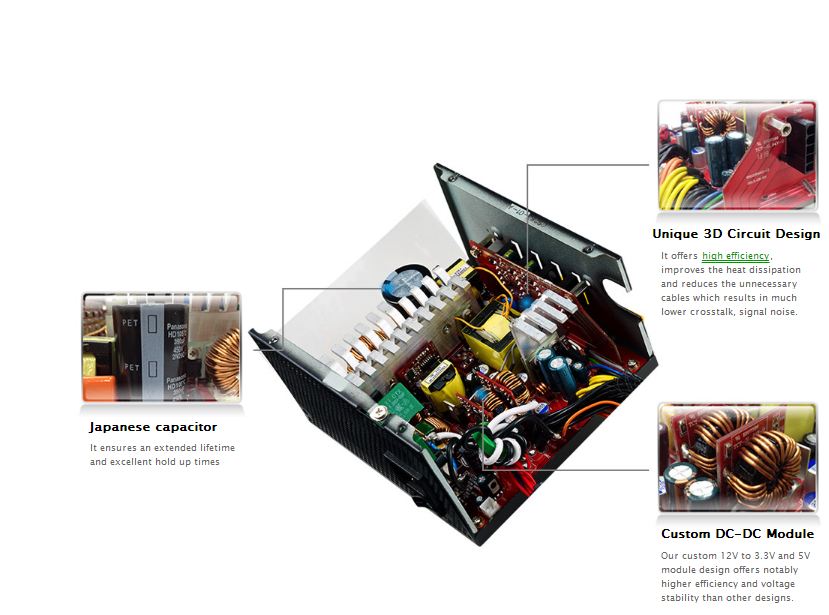 Unique 3D Circuit Design
It offers high efficiency,
improves the heat dissipation
and reduces the unnecessary
cables which results in much
lower crosstalk, signal noise.
PET
PET
Panasonic
HD105°C
Japanese capacitor
It ensures an extended lifetime
and excellent hold up times
Custom DC-DC Module
Our custom 12V to 3.3V and 5V
module design offers notably
higher efficiency and voltage
stability than other designs.